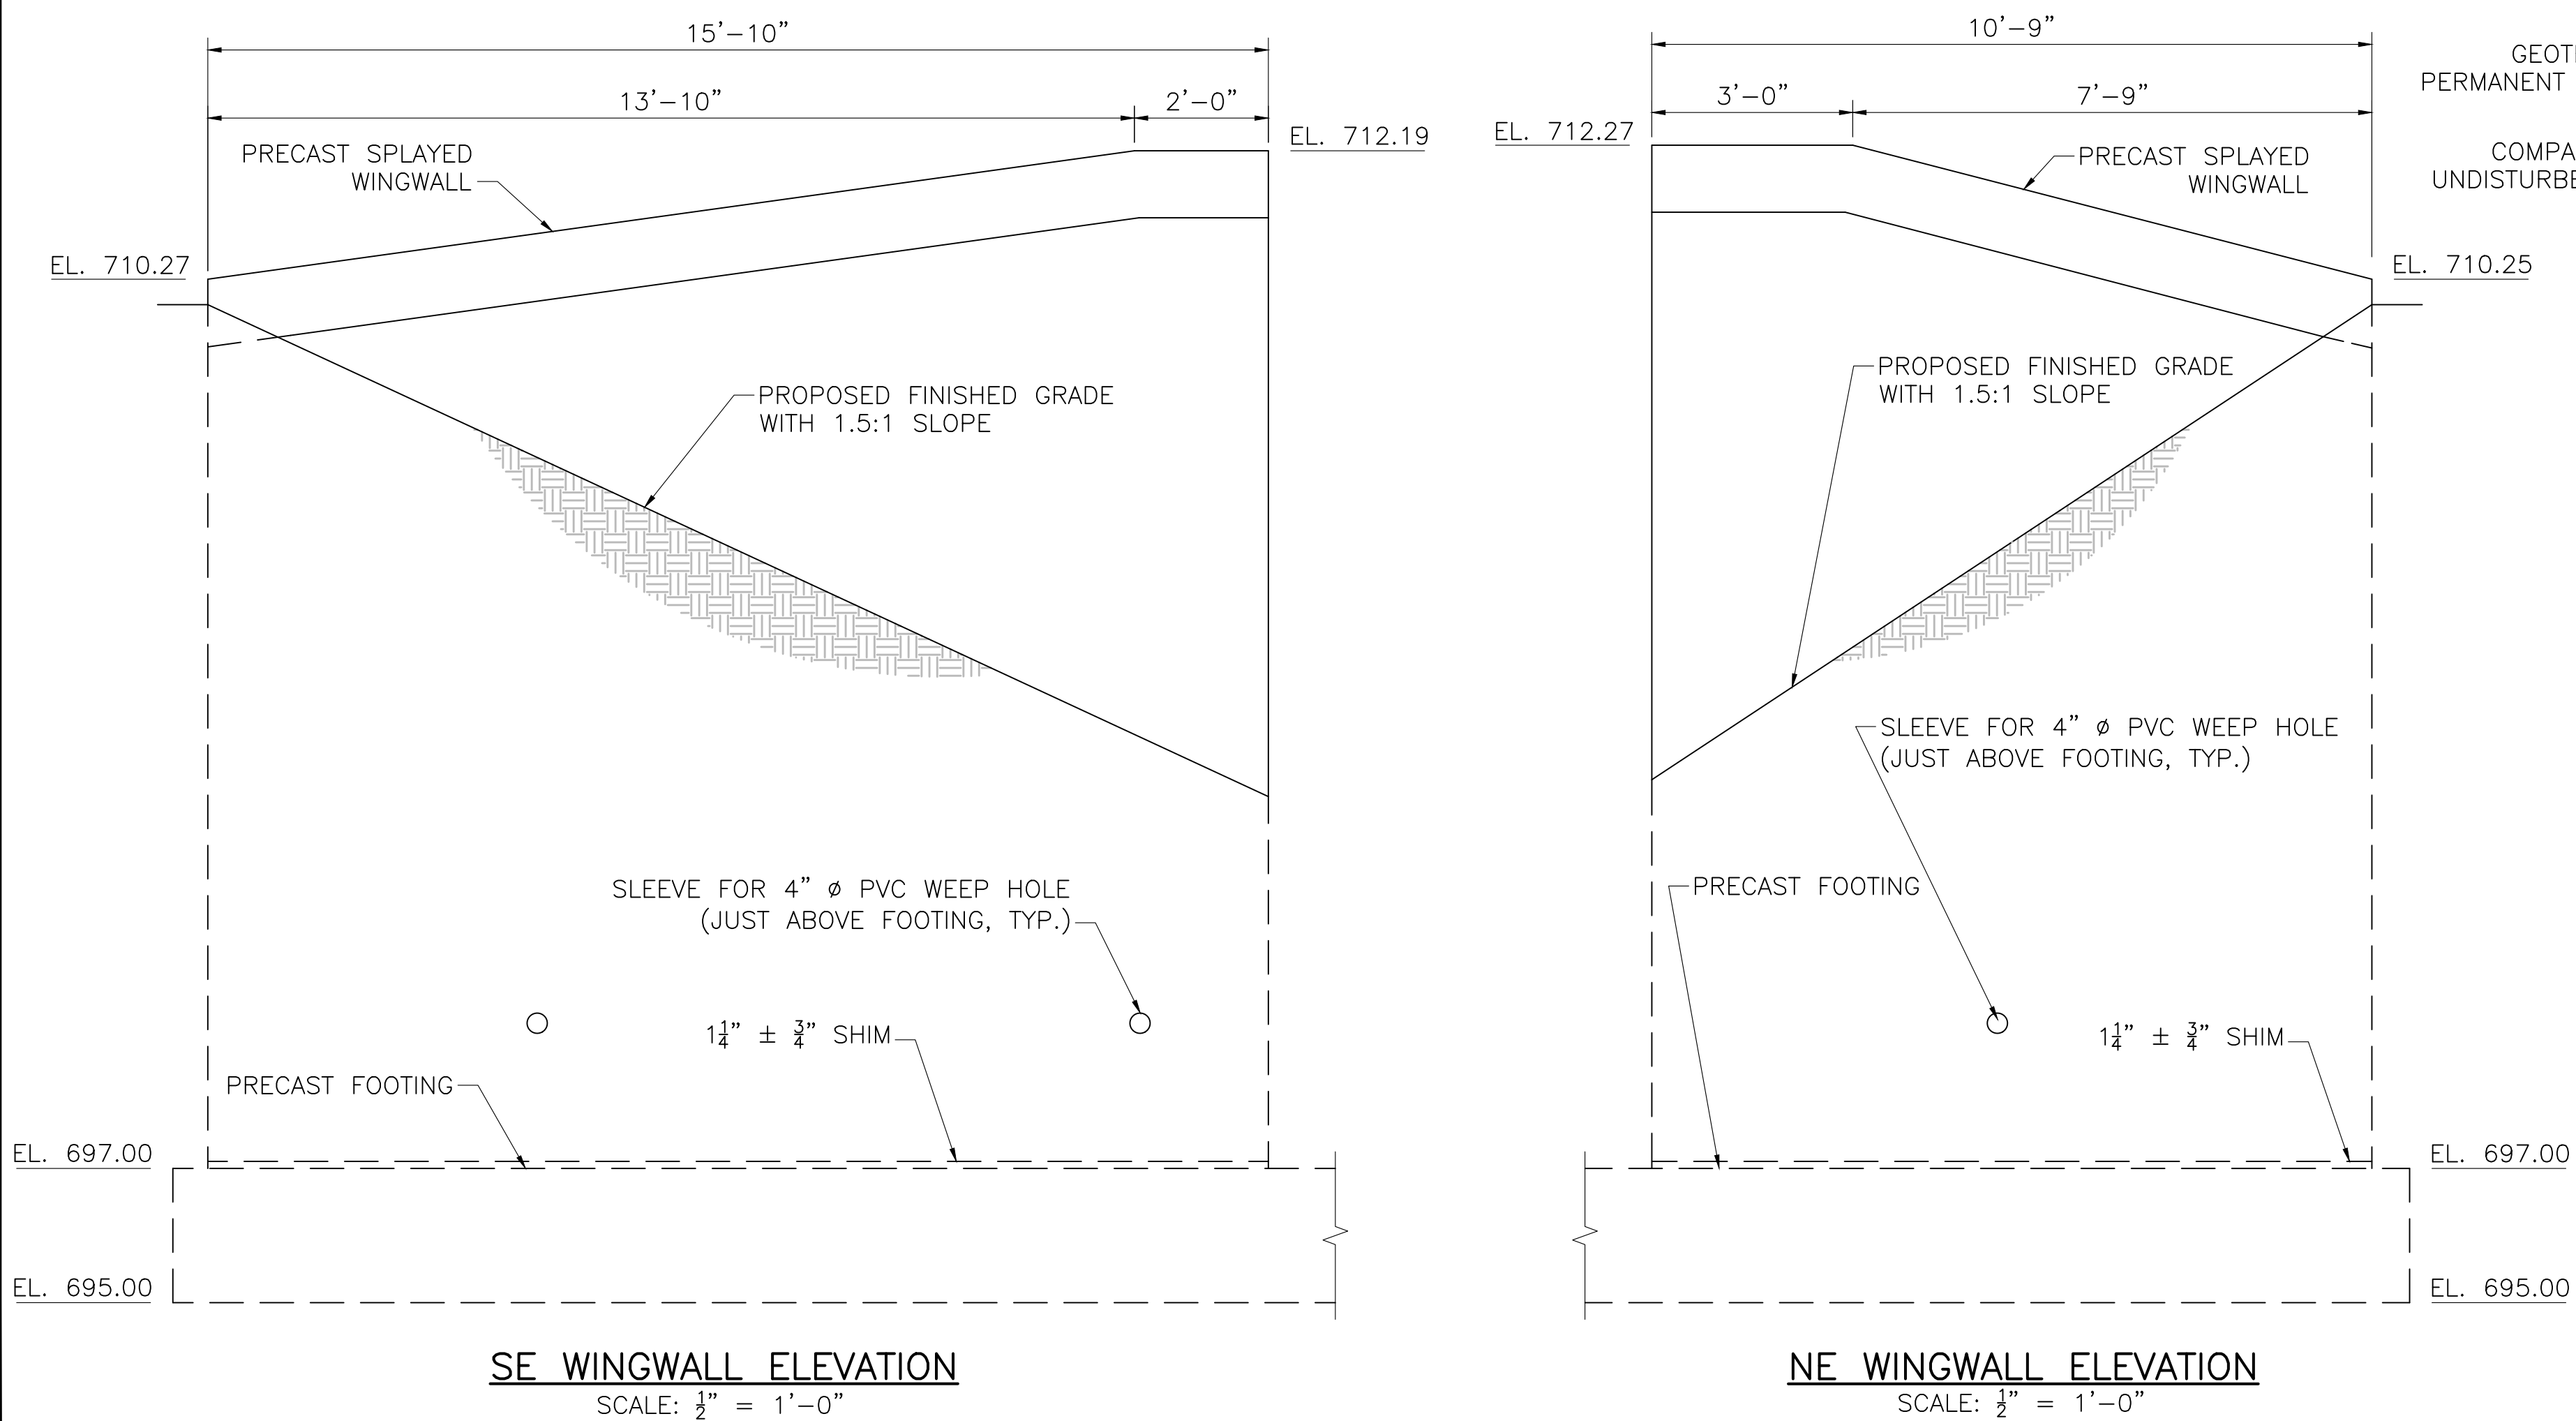 15'-10"
13'-10"
2'-0"
EL. 712.19
PRECAST SPLAYED
WINGWALL
EL. 710.27
PROPOSED FINISHED GRADE
WITH 1.5:1 SLOPE
SLEEVE FOR 4" ø PVC WEEP HOLE
(JUST ABOVE FOOTING, TYP.)
1 1/4" ± 3/4" SHIM
PRECAST FOOTING
EL. 697.00
EL. 695.00
SE WINGWALL ELEVATION
SCALE: 1/2" = 1'-0"
10'-9"
3'-0"
7'-9"
EL. 712.27
PRECAST SPLAYED
WINGWALL
EL. 710.25
PROPOSED FINISHED GRADE
WITH 1.5:1 SLOPE
SLEEVE FOR 4" ø PVC WEEP HOLE
(JUST ABOVE FOOTING, TYP.)
PRECAST FOOTING
1 1/4" ± 3/4" SHIM
EL. 697.00
EL. 695.00
NE WINGWALL ELEVATION
SCALE: 1/2" = 1'-0"
PERMANENT